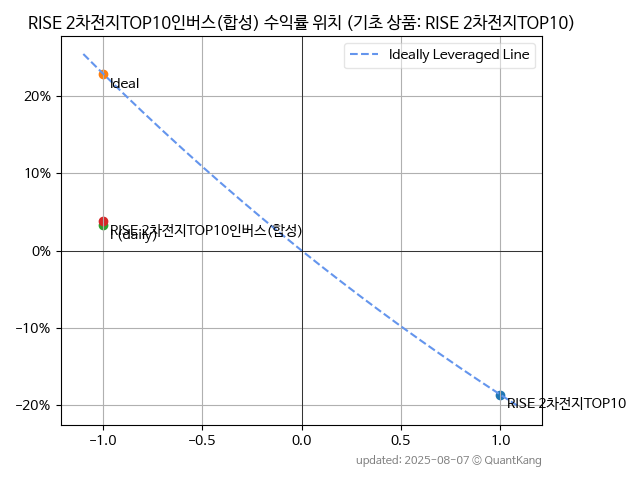 RISE 2차전지TOP10인버스(합성) 수익률 위치 (기초 상품: RISE 2차전지TOP10)
Ideally Leveraged Line
Ideal
20%
10%
RISE 2차전지TOP10인버스(합성)
I (daily)
0%
-10%
RISE 2차전지TOP10
-20%
-1.0 -0.5 0.0 0.5 1.0
updated: 2025-08-07 © QuantKang